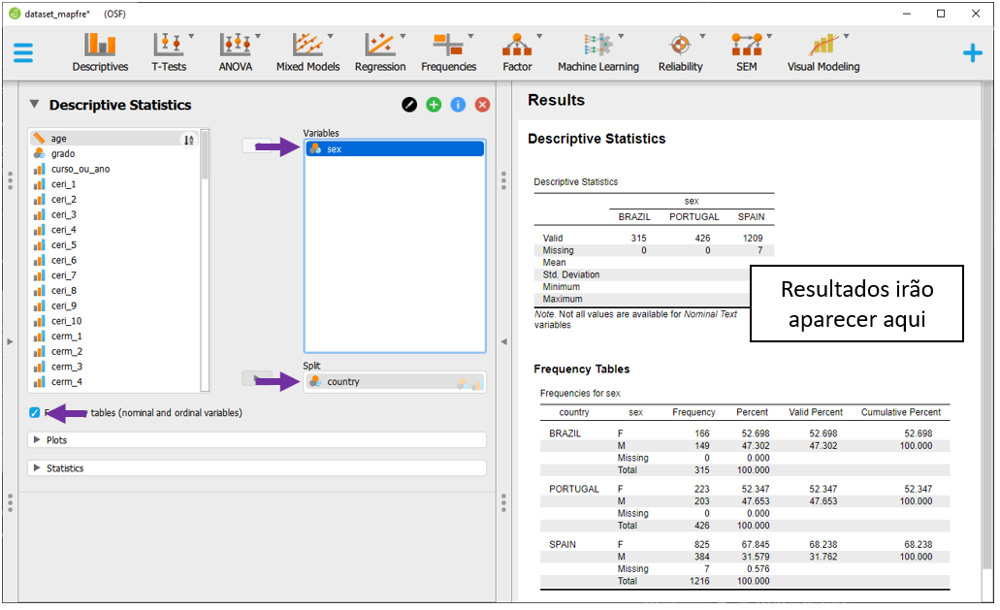 dataset_mapfre* (OSF)
Descriptives
T-Tests
ANOVA
Mixed Models
Regression
Frequencies
Factor
Machine Learning
Reliability
SEM
Visual Modeling
Descriptive Statistics
age
grado
curso_ou_ano
ceri_1
ceri_2
ceri_3
ceri_4
ceri_5
ceri_6
ceri_7
ceri_8
ceri_9
ceri_10
cerm_1
cerm_2
cerm_3
cerm_4
Variables
sex
Split
country
tables (nominal and ordinal variables)
Plots
Statistics
Results
Descriptive Statistics
Descriptive Statistics
sex
BRAZIL PORTUGAL SPAIN
Valid 315 426 1209
Missing 0 0 7
Mean
Std. Deviation
Minimum
Maximum
Note. Not all values are available for Nominal Text
variables
Resultados irão
aparecer aqui
Frequency Tables
Frequencies for sex
country sex Frequency Percent Valid Percent Cumulative Percent
BRAZIL F 166 52.698 52.698 52.698
M 149 47.302 47.302 100.000
Missing 0 0.000
Total 315 100.000
PORTUGAL F 223 52.347 52.347 52.347
M 203 47.653 47.653 100.000
Missing 0 0.000
Total 426 100.000
SPAIN F 825 67.845 68.238 68.238
M 384 31.579 31.762 100.000
Missing 7 0.576
Total 1216 100.000